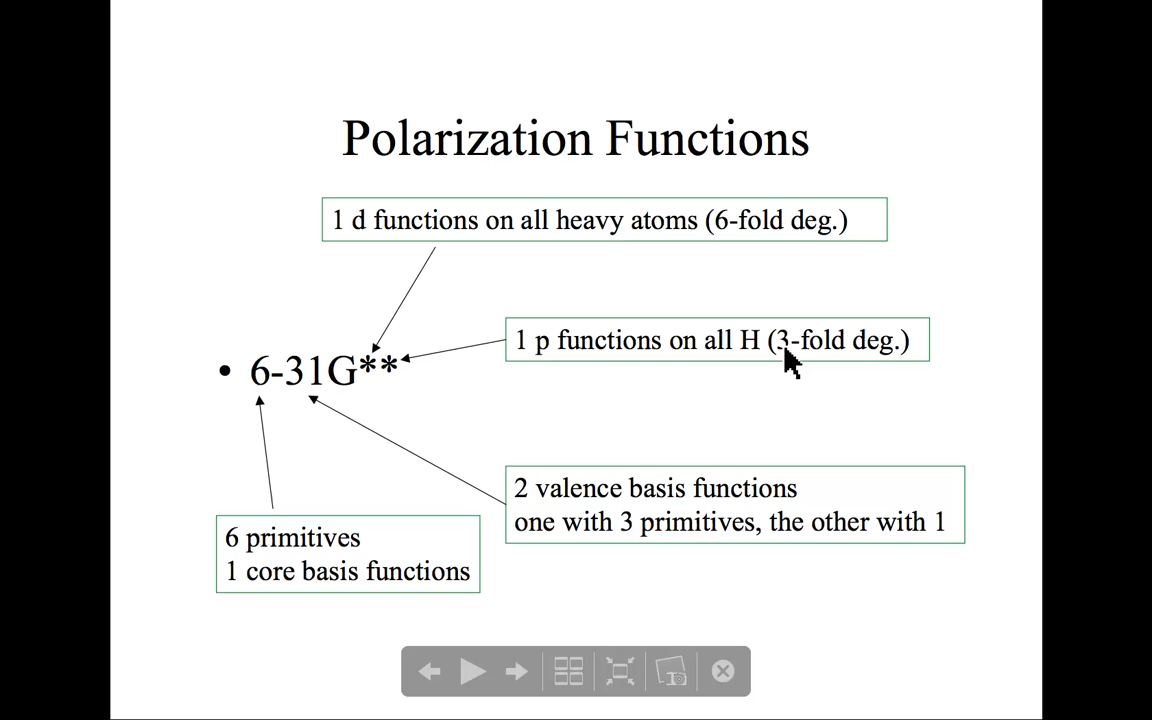 Polarization Functions
1 d functions on all heavy atoms (6-fold deg.)
1 p functions on all H (3-fold deg.)
• 6-31G**
2 valence basis functions
one with 3 primitives, the other with 1
6 primitives
1 core basis functions